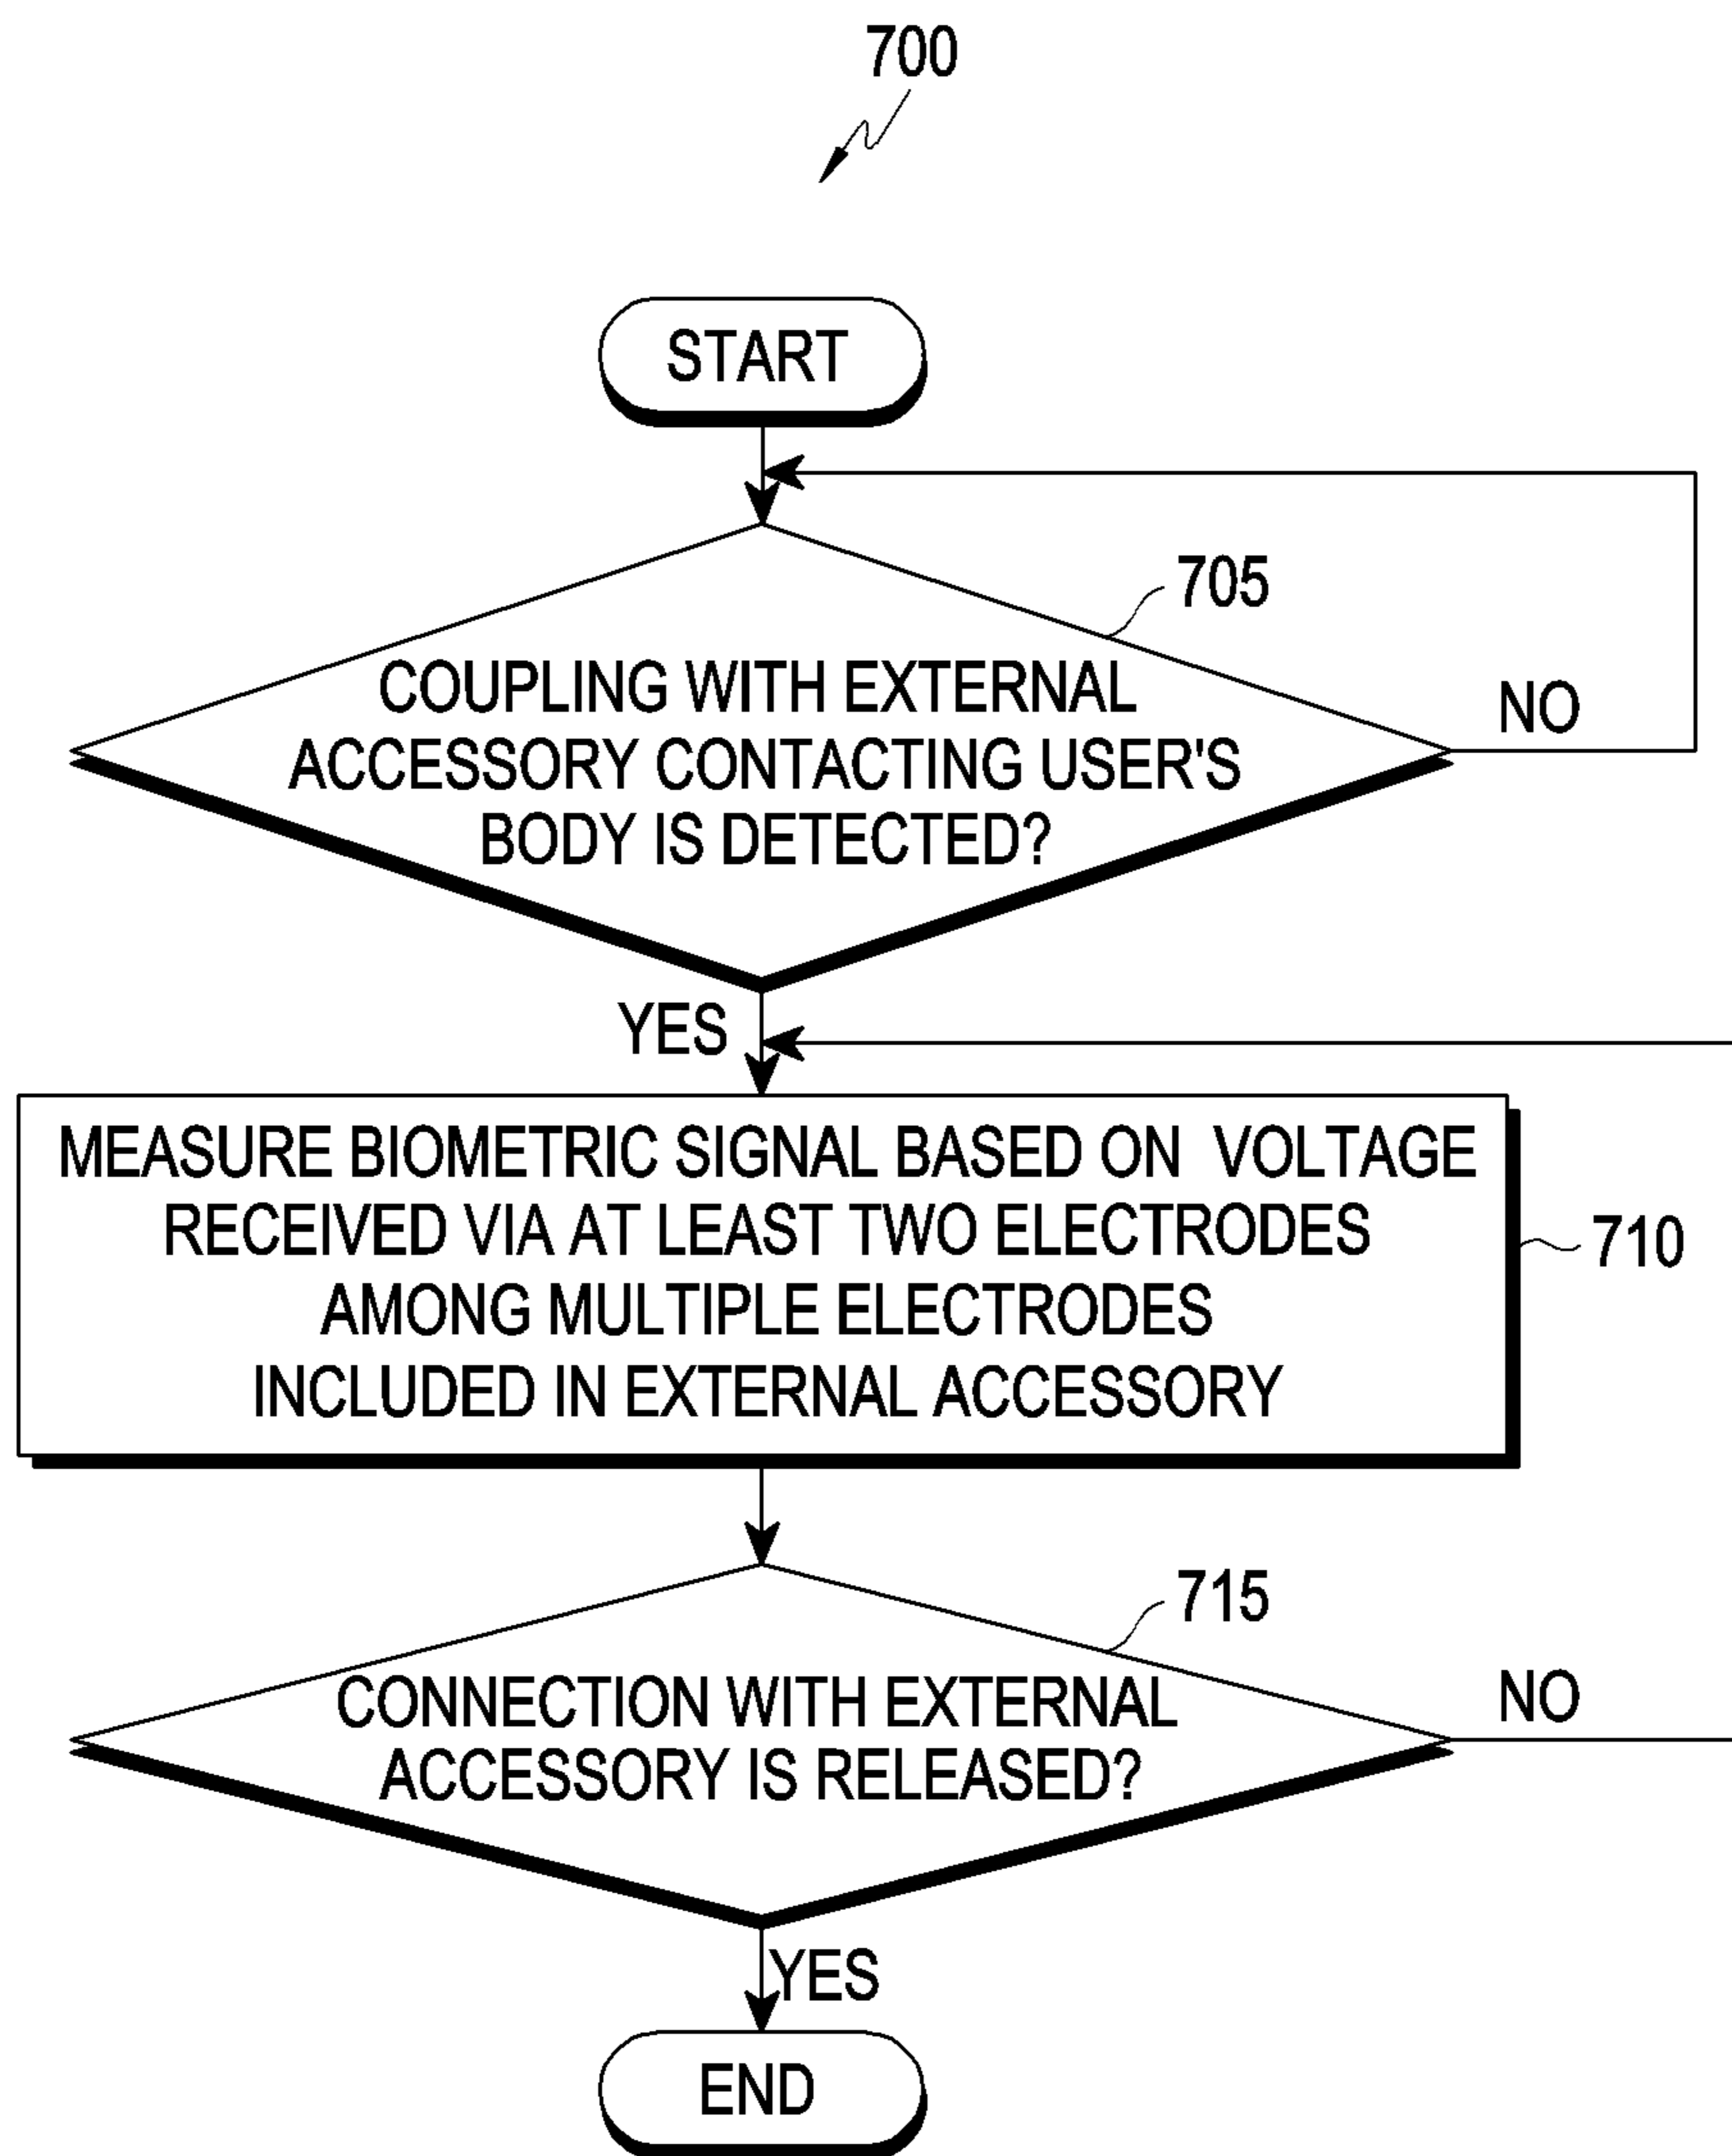 700
START
705
COUPLING WITH EXTERNAL
ACCESSORY CONTACTING USER'S
BODY IS DETECTED?
NO
YES
MEASURE BIOMETRIC SIGNAL BASED ON VOLTAGE
RECEIVED VIA AT LEAST TWO ELECTRODES
AMONG MULTIPLE ELECTRODES
INCLUDED IN EXTERNAL ACCESSORY
710
715
CONNECTION WITH EXTERNAL
ACCESSORY IS RELEASED?
NO
YES
END